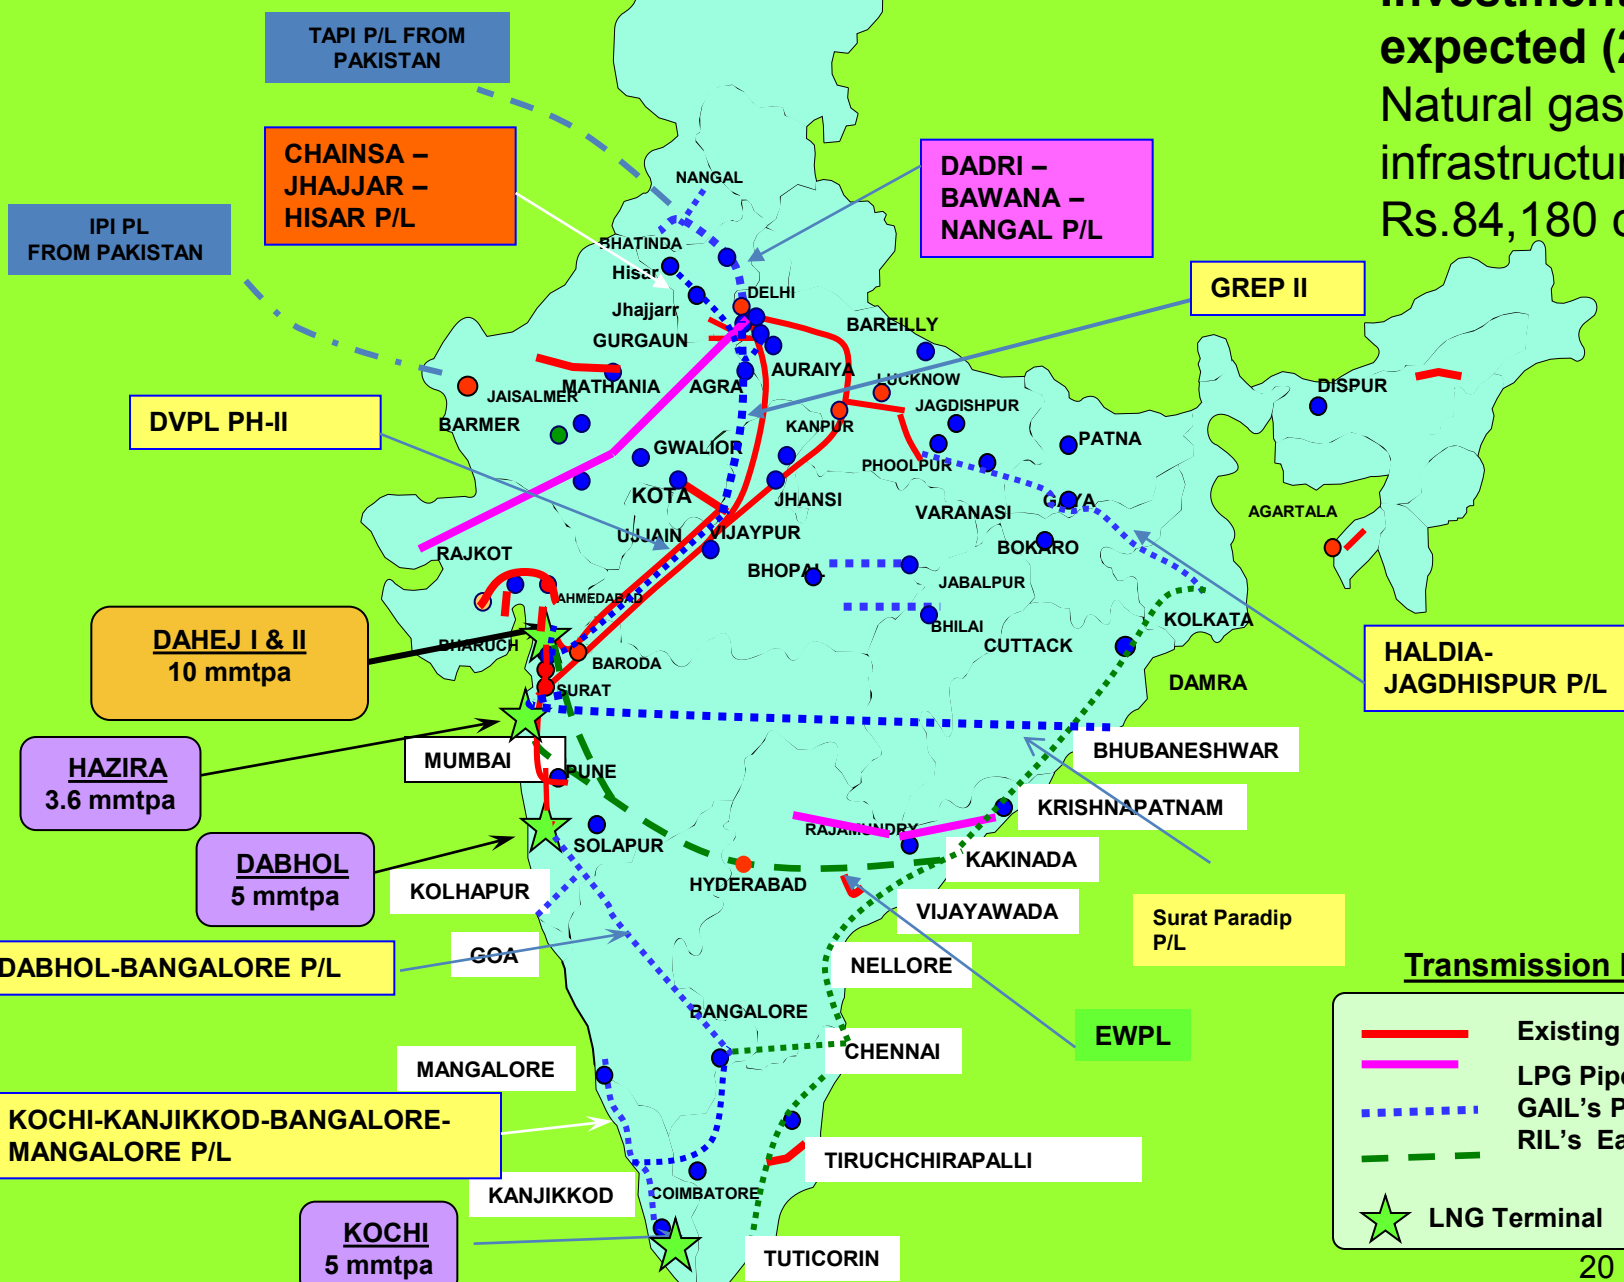 Investment
expected (2
Natural gas
infrastructur
Rs.84,180 c
TAPI P/L FROM
PAKISTAN
CHAINSA –
JHAJJAR –
HISAR P/L
DADRI –
BAWANA –
NANGAL P/L
IPI PL
FROM PAKISTAN
GREP II
DVPL PH-II
NANGAL
BHATINDA
Hisar
Jhajjarr
DELHI
GURGAUN
BAREILLY
MATHANIA
AGRA
AURAIYA
LUCKNOW
JAISALMER
BARMER
KANPUR
JAGDISHPUR
DISPUR
GWALIOR
PHOOLPUR
PATNA
KOTA
JHANSI
VARANASI
GAYA
AGARTALA
UJJAIN
VIJAYPUR
BOKARO
RAJKOT
BHOPAL
JABALPUR
AHMEDABAD
BHILAI
KOLKATA
DAHEJ I & II
10 mmtpa
BHARUCH
BARODA
CUTTACK
HALDIA-
JAGDHISPUR P/L
SURAT
DAMRA
HAZIRA
3.6 mmtpa
MUMBAI
PUNE
BHUBANESHWAR
KRISHNAPATNAM
RAJAMUNDRY
SOLAPUR
DABHOL
5 mmtpa
KAKINADA
HYDERABAD
KOLHAPUR
VIJAYAWADA
Surat Paradip
P/L
DABHOL-BANGALORE P/L
GOA
NELLORE
BANGALORE
EWPL
CHENNAI
MANGALORE
KOCHI-KANJIKKOD-BANGALORE-
MANGALORE P/L
TIRUCHCHIRAPALLI
KANJIKKOD
COIMBATORE
KOCHI
5 mmtpa
TUTICORIN
Transmission
Existing
LPG Pipe
GAIL's P
RIL's Ea
LNG Terminal
20